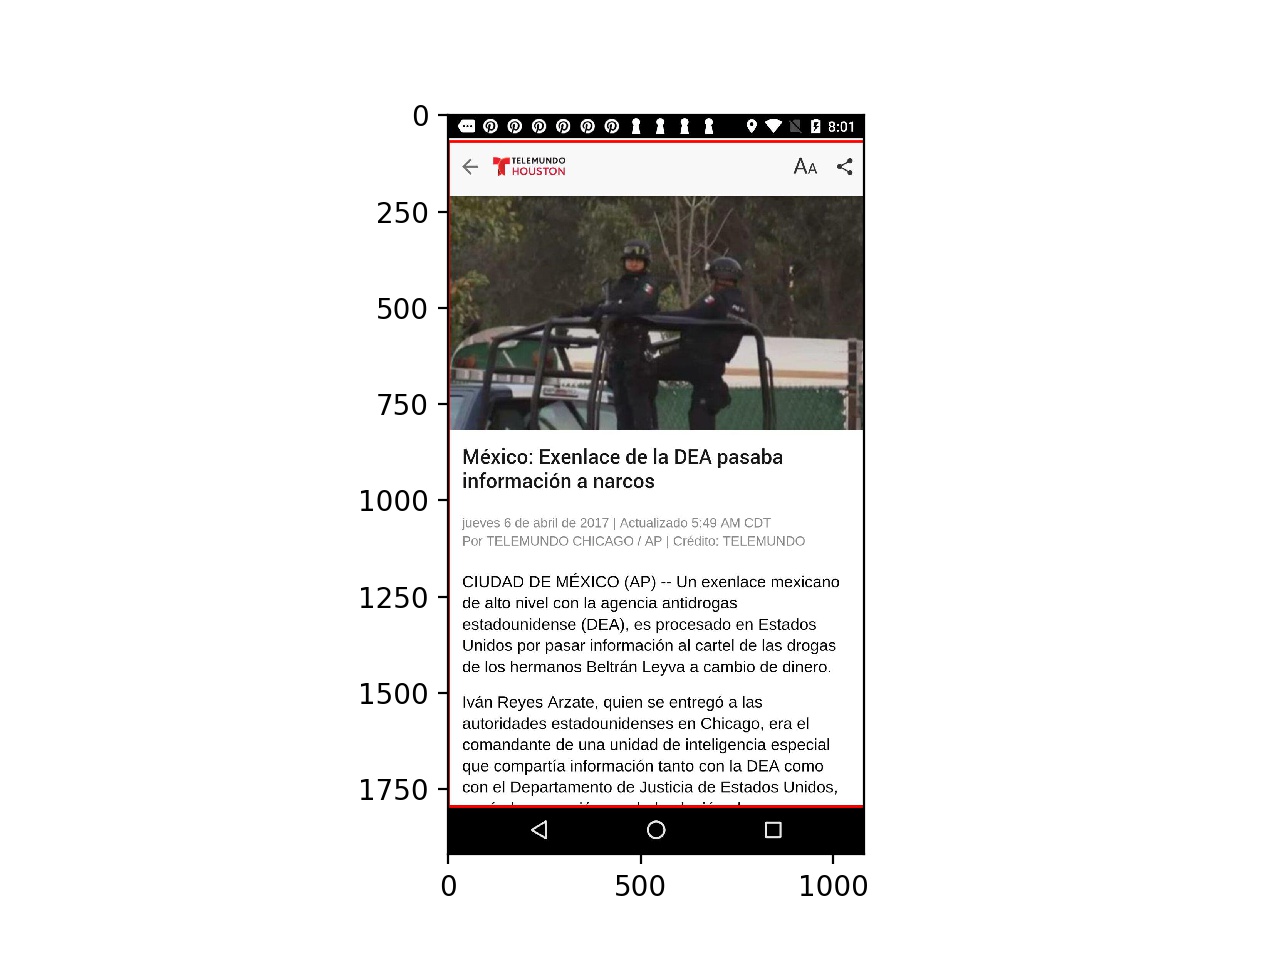 0
250
500
750
1000
1250
1500
1750
0
500
1000
8:01
TELEMUNDO
HOUSTON
AA
México: Exenlace de la DEA pasaba
información a narcos
jueves 6 de abril de 2017 | Actualizado 5:49 AM CDT
Por TELEMUNDO CHICAGO / AP | Crédito: TELEMUNDO
CIUDAD DE MÉXICO (AP) -- Un exenlace mexicano
de alto nivel con la agencia antidrogas
estadounidense (DEA), es procesado en Estados
Unidos por pasar información al cartel de las drogas
de los hermanos Beltrán Leyva a cambio de dinero.
Iván Reyes Arzate, quien se entregó a las
autoridades estadounidenses en Chicago, era el
comandante de una unidad de inteligencia especial
que compartía información tanto con la DEA como
con el Departamento de Justicia de Estados Unidos,